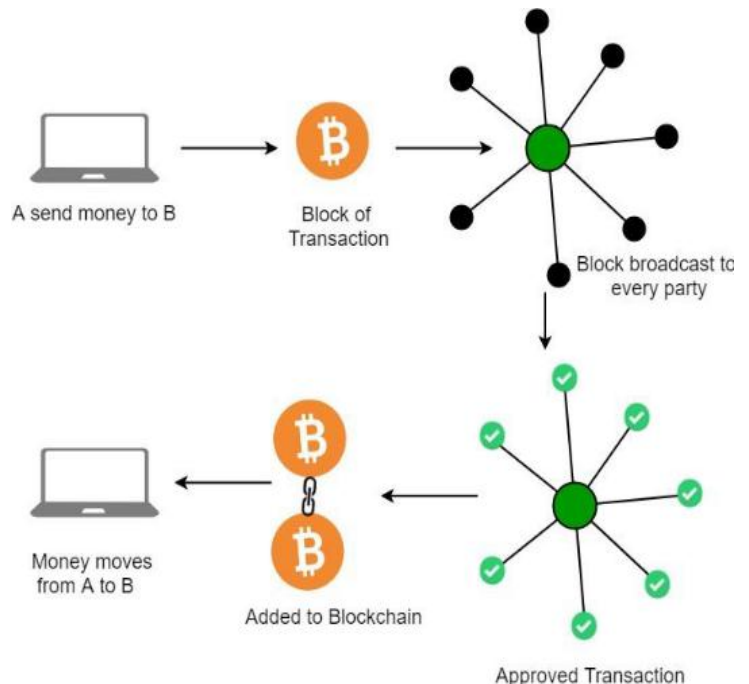 A send money to B
Block of
Transaction
Block broadcast to
every party
Money moves
from A to B
Added to Blockchain
Approved Transaction